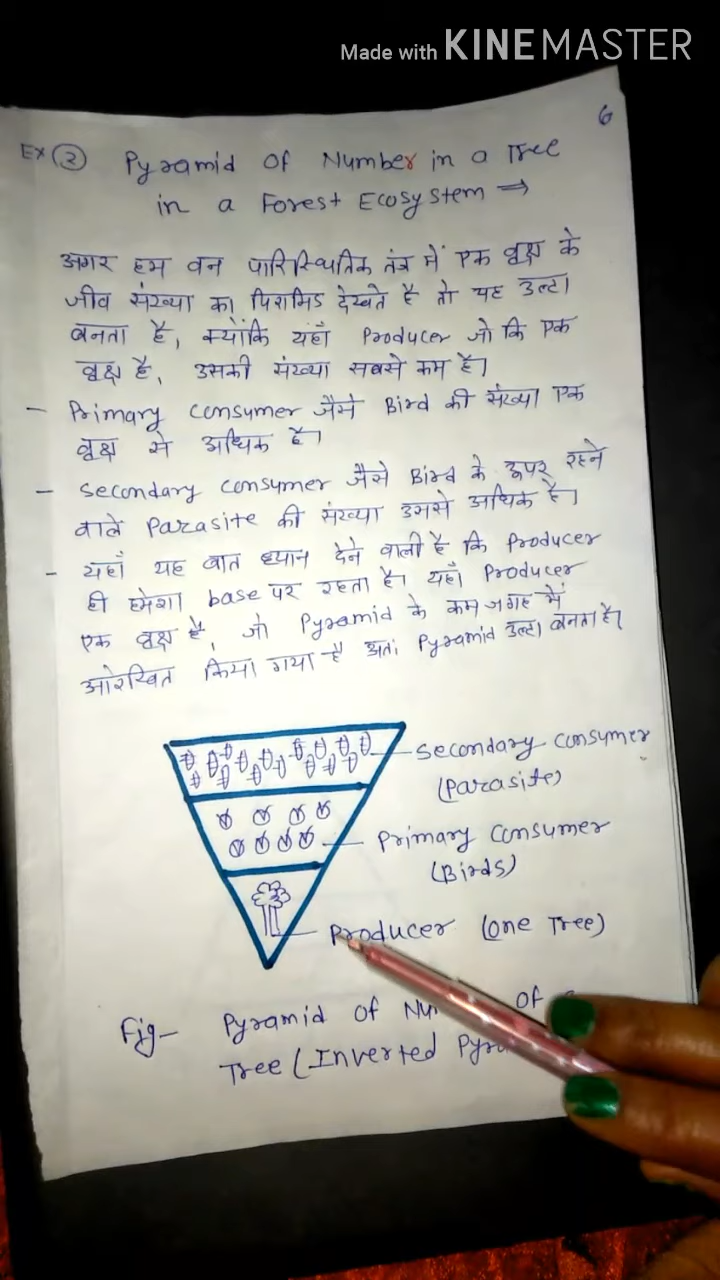 Made with KINEMASTER
6
Ex ③ Pyramid of Number in a Tree
in a Forest Ecosystem ⇒
अगर हम वन पारिस्थितिक तंत्र में एक वृक्ष के
जीव संख्या का पिरामिड देखते है तो यह उल्टा
बनता है, क्योंकि यहाँ Producer जो कि एक
वृक्ष है, उसकी संख्या सबसे कम है।
- Primary Consumer जैसे Bird की संख्या एक
वृक्ष से अधिक है।
- Secondary Consumer जैसे Bird के ऊपर रहने
वाले Parasite की संख्या उससे अधिक है।
- यहाँ यह बात ध्यान देने वाली है कि Producer
ही हमेशा base पर रहता है। यहाँ Producer
एक वृक्ष है, जो Pyramid के कम जगह में
आरेखित किया गया है अतः Pyramid उल्टा बनता है।
Secondary Consumer
(Parasite)
Primary Consumer
(Birds)
Producer (One Tree)
Fig- Pyramid of Of
Tree (Inverted